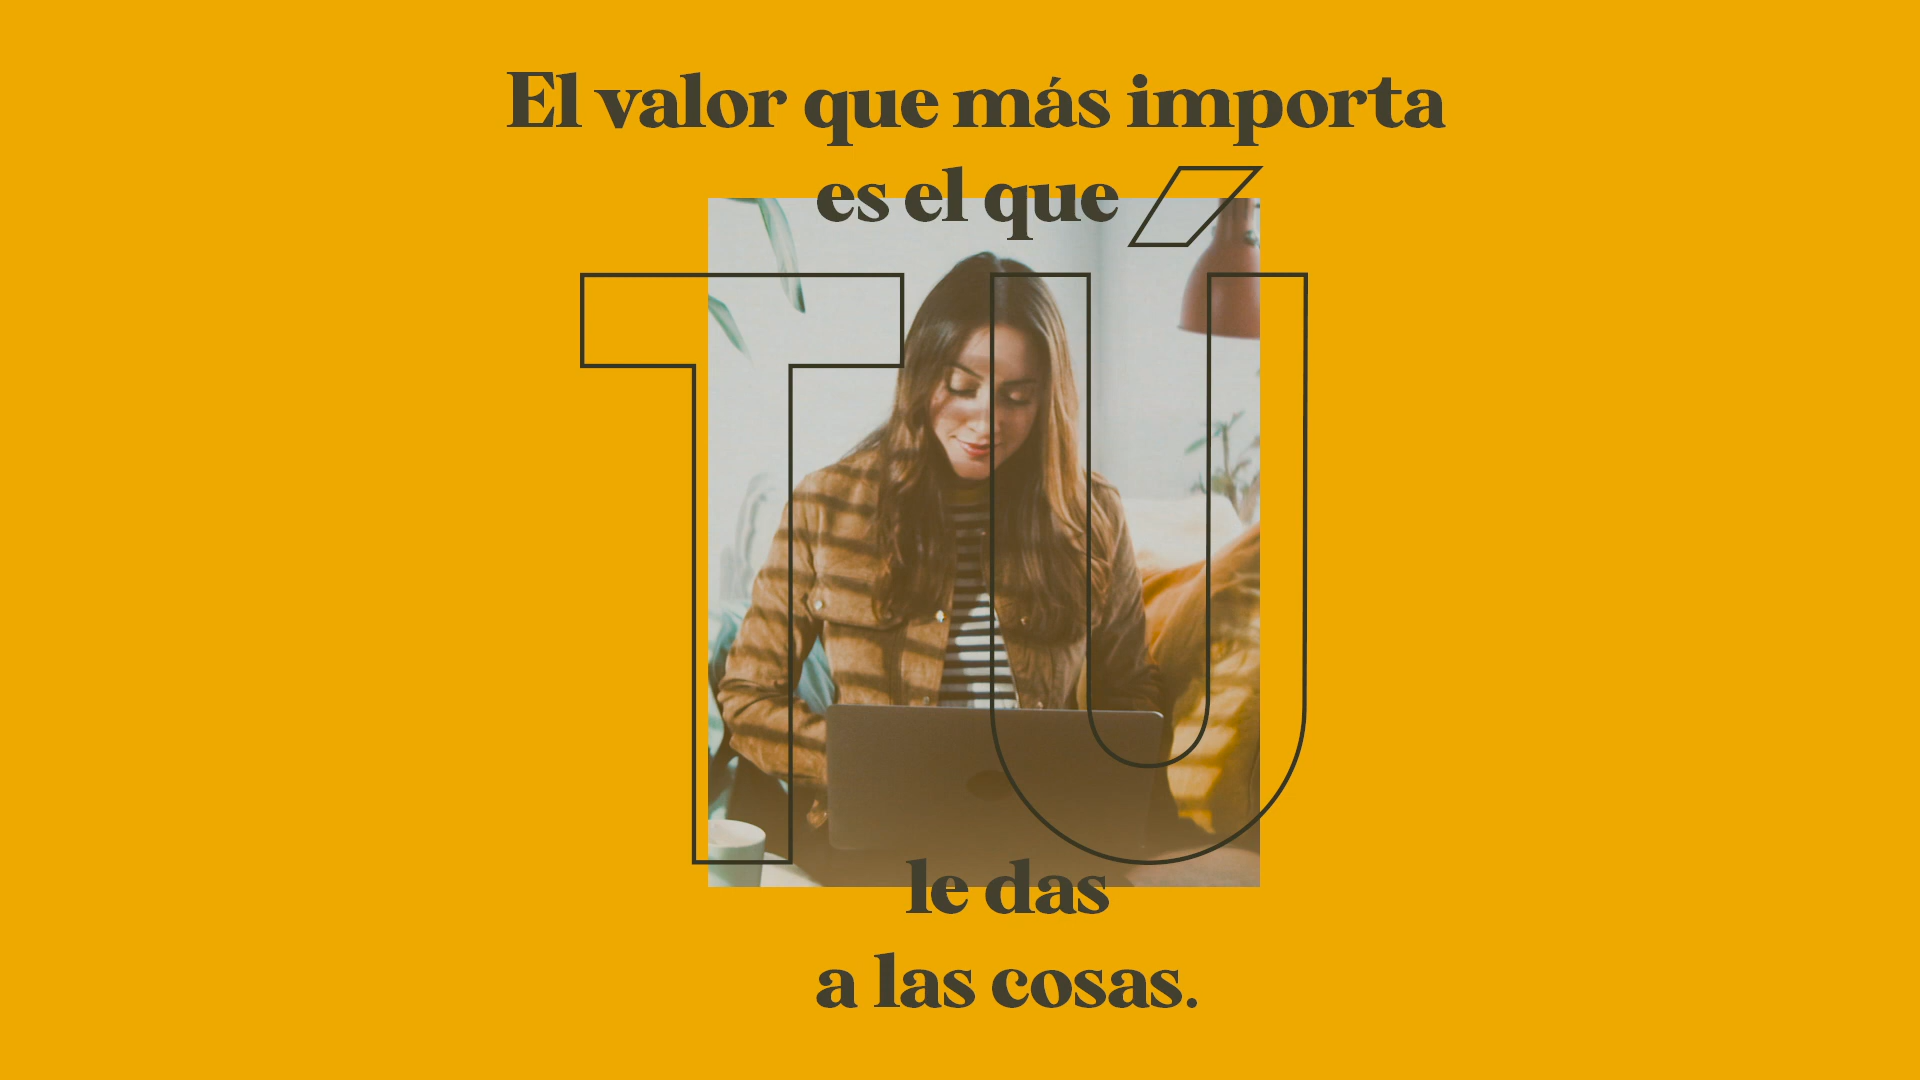 El valor que más importa
es el que
TÚ
le das
a las cosas.